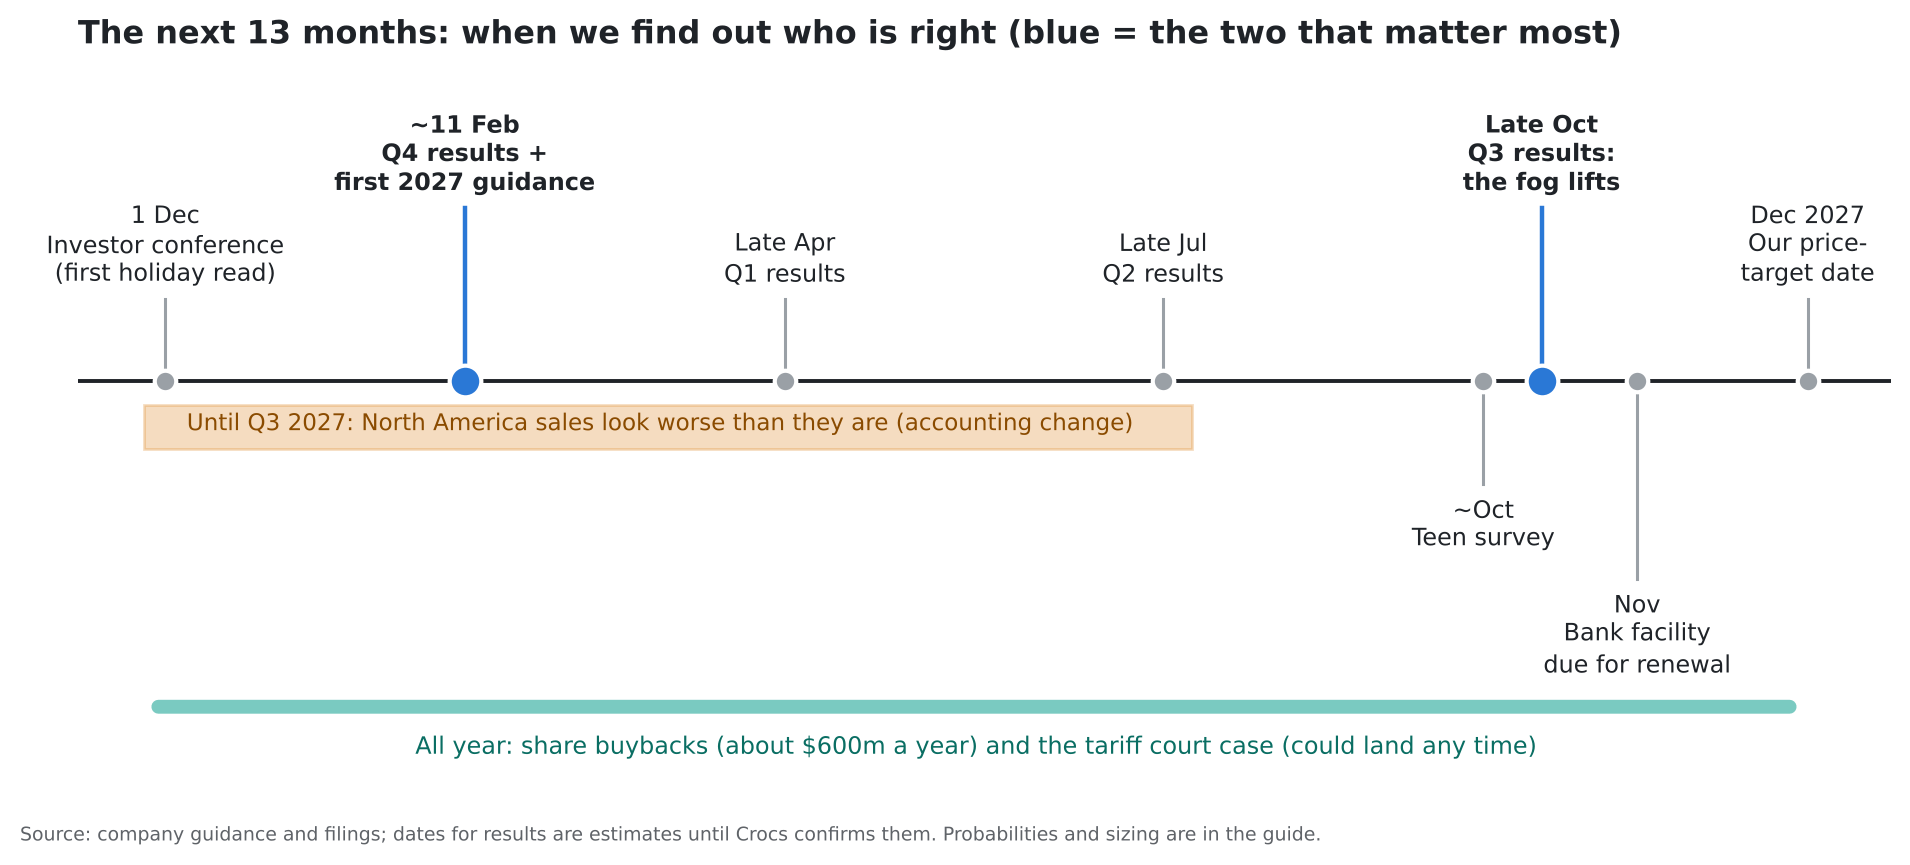 The next 13 months: when we find out who is right (blue = the two that matter most)
1 Dec
Investor conference
(first holiday read)
~11 Feb
Q4 results +
first 2027 guidance
Late Apr
Q1 results
Late Jul
Q2 results
Late Oct
Q3 results:
the fog lifts
Dec 2027
Our price-
target date
Until Q3 2027: North America sales look worse than they are (accounting change)
~Oct
Teen survey
Nov
Bank facility
due for renewal
All year: share buybacks (about $600m a year) and the tariff court case (could land any time)
Source: company guidance and filings; dates for results are estimates until Crocs confirms them. Probabilities and sizing are in the guide.